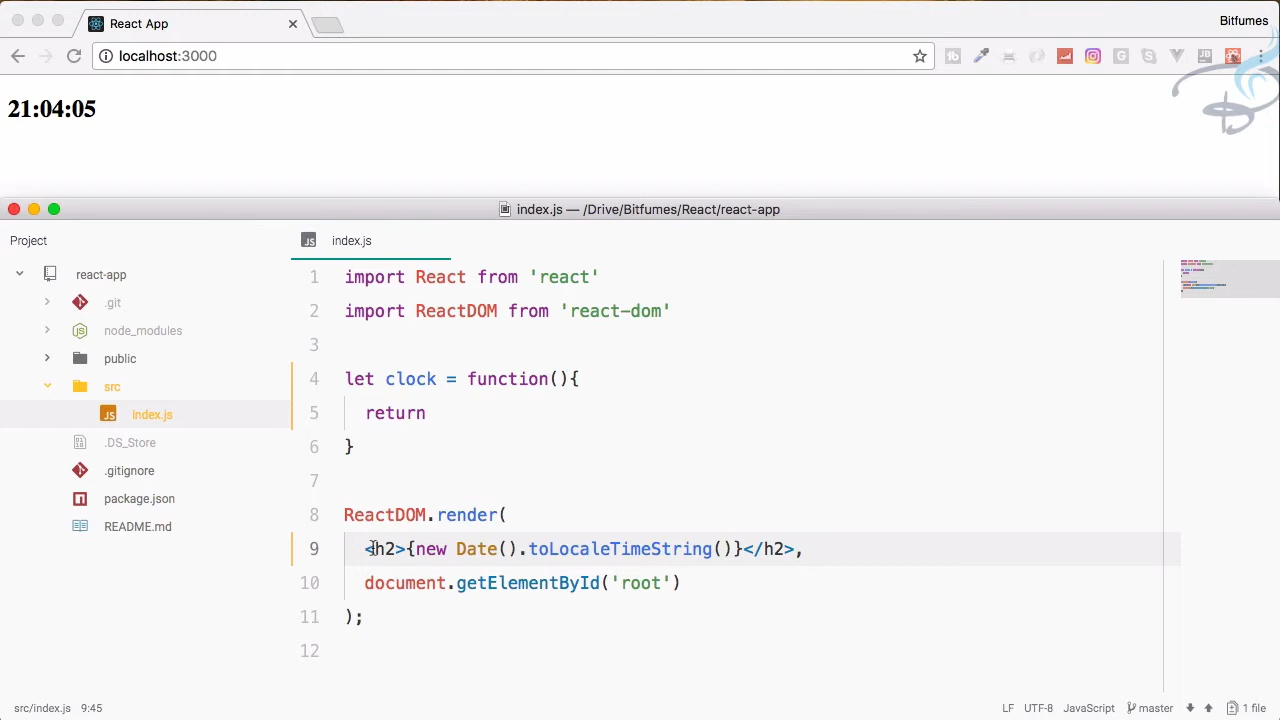 React App
Bitfumes
localhost:3000
21:04:05
index.js — /Drive/Bitfumes/React/react-app
Project
index.js
react-app
.git
node_modules
public
src
index.js
.DS_Store
.gitignore
package.json
README.md
1 import React from 'react'
2 import ReactDOM from 'react-dom'
3
4 let clock = function(){
5 return
6 }
7
8 ReactDOM.render(
9 <h2>{new Date().toLocaleTimeString()}</h2>,
10 document.getElementById('root')
11 );
12
src/index.js 9:45 LF UTF-8 JavaScript master 1 file